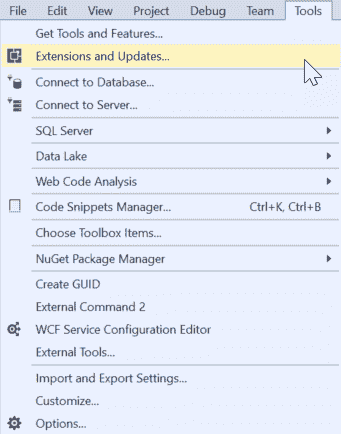 File Edit View Project Debug Team Tools
Get Tools and Features...
Extensions and Updates...
Connect to Database...
Connect to Server...
SQL Server
Data Lake
Web Code Analysis
Code Snippets Manager... Ctrl+K, Ctrl+B
Choose Toolbox Items...
NuGet Package Manager
Create GUID
External Command 2
WCF Service Configuration Editor
External Tools...
Import and Export Settings...
Customize...
Options...